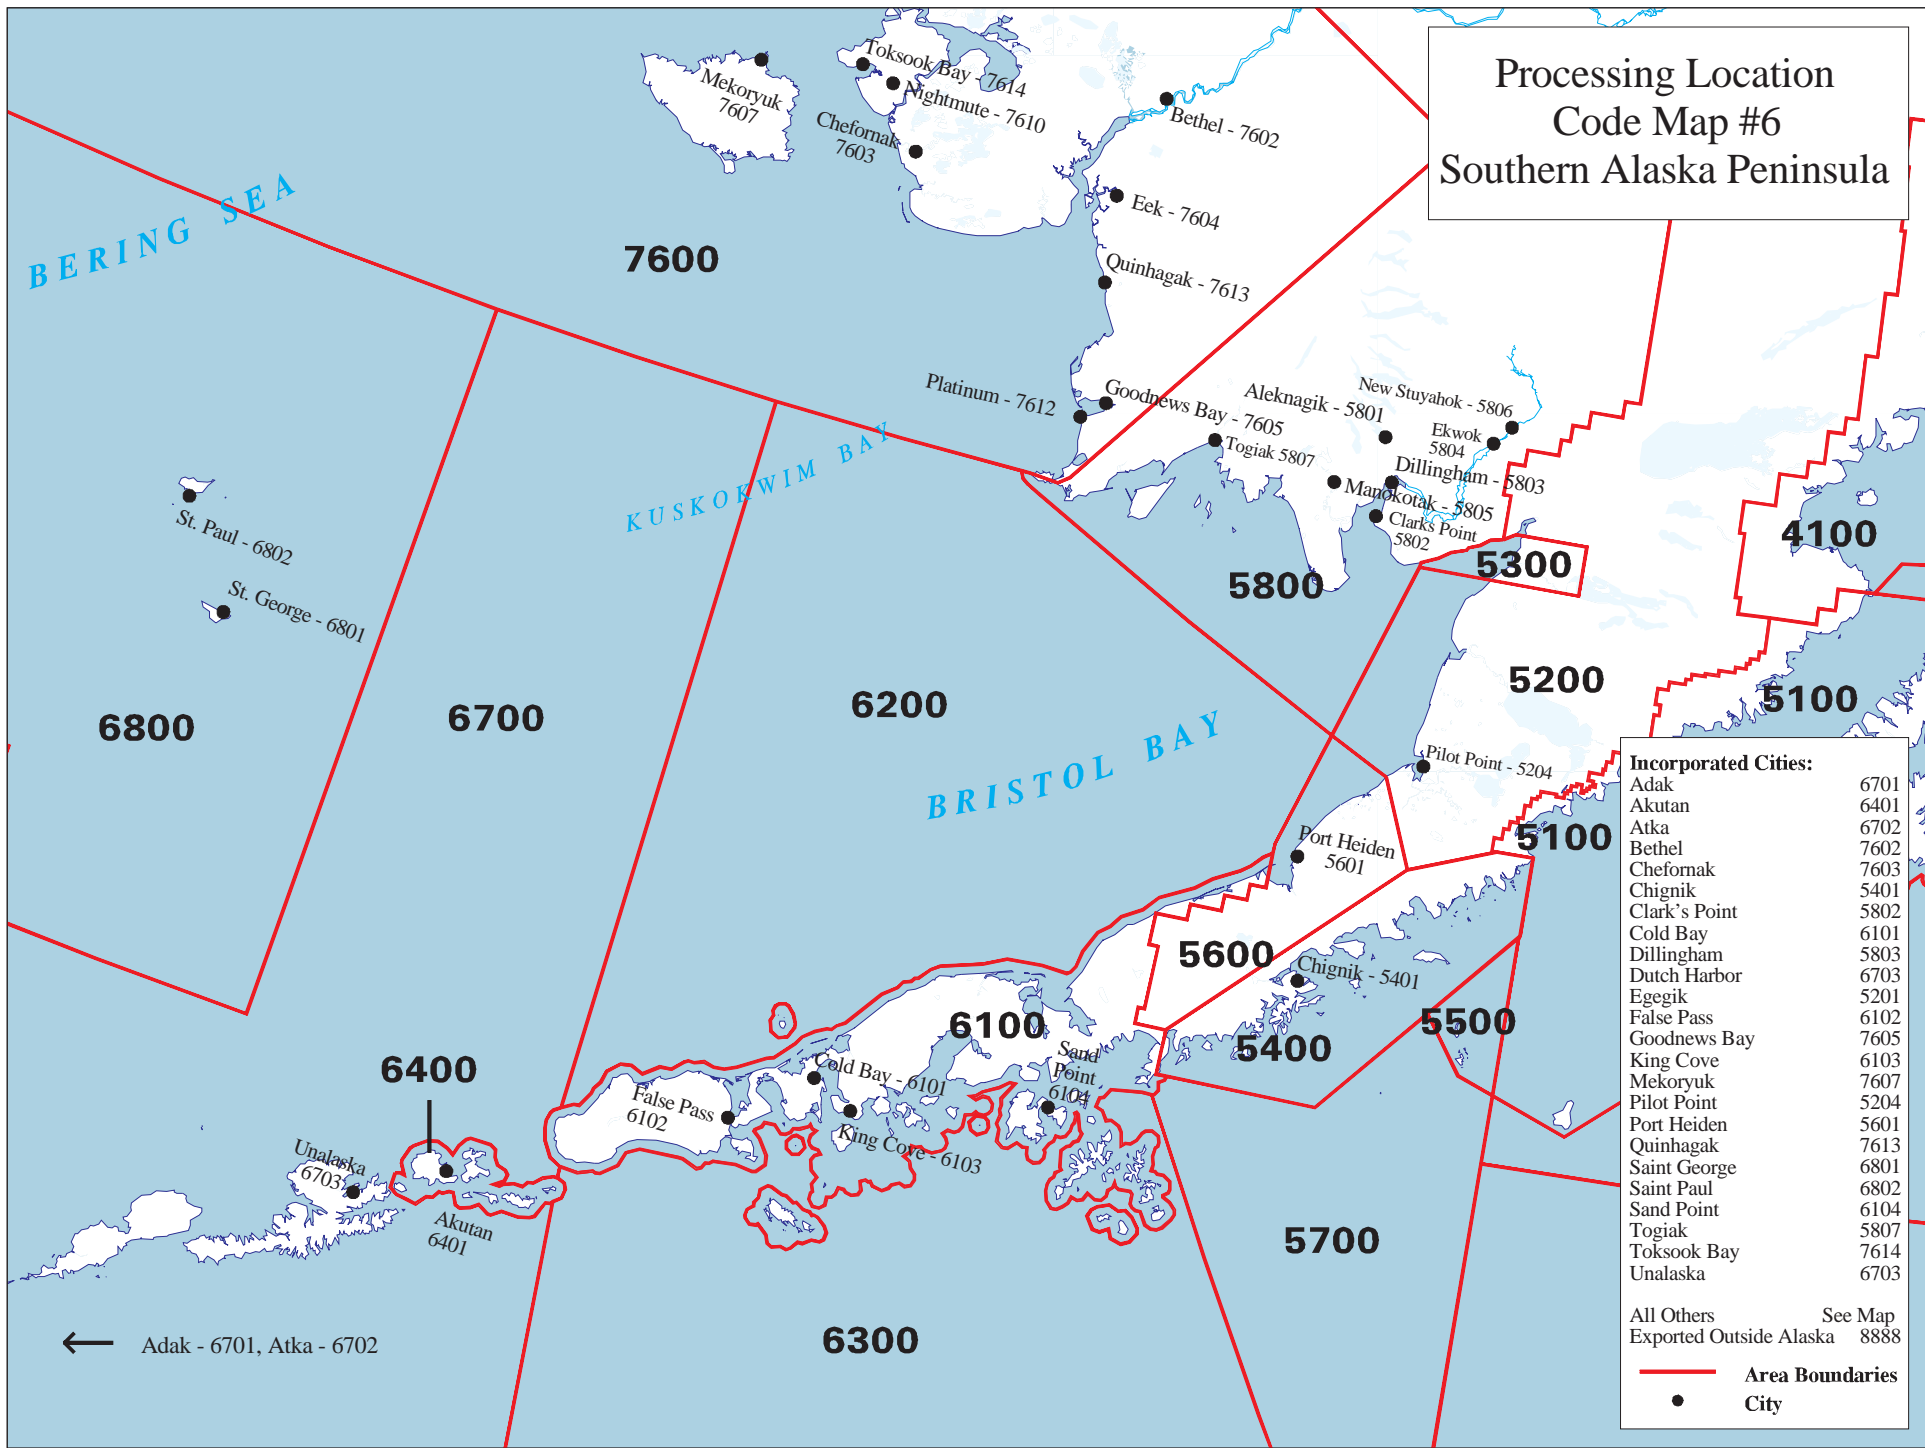 Processing Location
Code Map #6
Southern Alaska Peninsula
Toksook Bay - 7614
Mekoryuk
7607
Nightmute - 7610
Chefornak
7603
Bethel - 7602
Eek - 7604
BERING SEA
7600
Quinhagak - 7613
Platinum - 7612
Goodnews Bay - 7605
Togiak 5807
Aleknagik - 5801
New Stuyahok - 5806
Ekwok
5804
Dillingham - 5803
Manokotak - 5805
Clarks Point
5802
KUSKOKWIM BAY
St. Paul - 6802
St. George - 6801
4100
5300
5800
5200
5100
6800
6700
6200
BRISTOL BAY
Pilot Point - 5204
5100
Port Heiden
5601
5600
Chignik - 5401
5500
5400
6100
Sand
Point
6104
Cold Bay - 6101
False Pass
6102
King Cove - 6103
6400
Unalaska
6703
Akutan
6401
5700
6300
Adak - 6701, Atka - 6702
Incorporated Cities:
Adak 6701
Akutan 6401
Atka 6702
Bethel 7602
Chefornak 7603
Chignik 5401
Clark's Point 5802
Cold Bay 6101
Dillingham 5803
Dutch Harbor 6703
Egegik 5201
False Pass 6102
Goodnews Bay 7605
King Cove 6103
Mekoryuk 7607
Pilot Point 5204
Port Heiden 5601
Quinhagak 7613
Saint George 6801
Saint Paul 6802
Sand Point 6104
Togiak 5807
Toksook Bay 7614
Unalaska 6703
All Others See Map
Exported Outside Alaska 8888
Area Boundaries
City